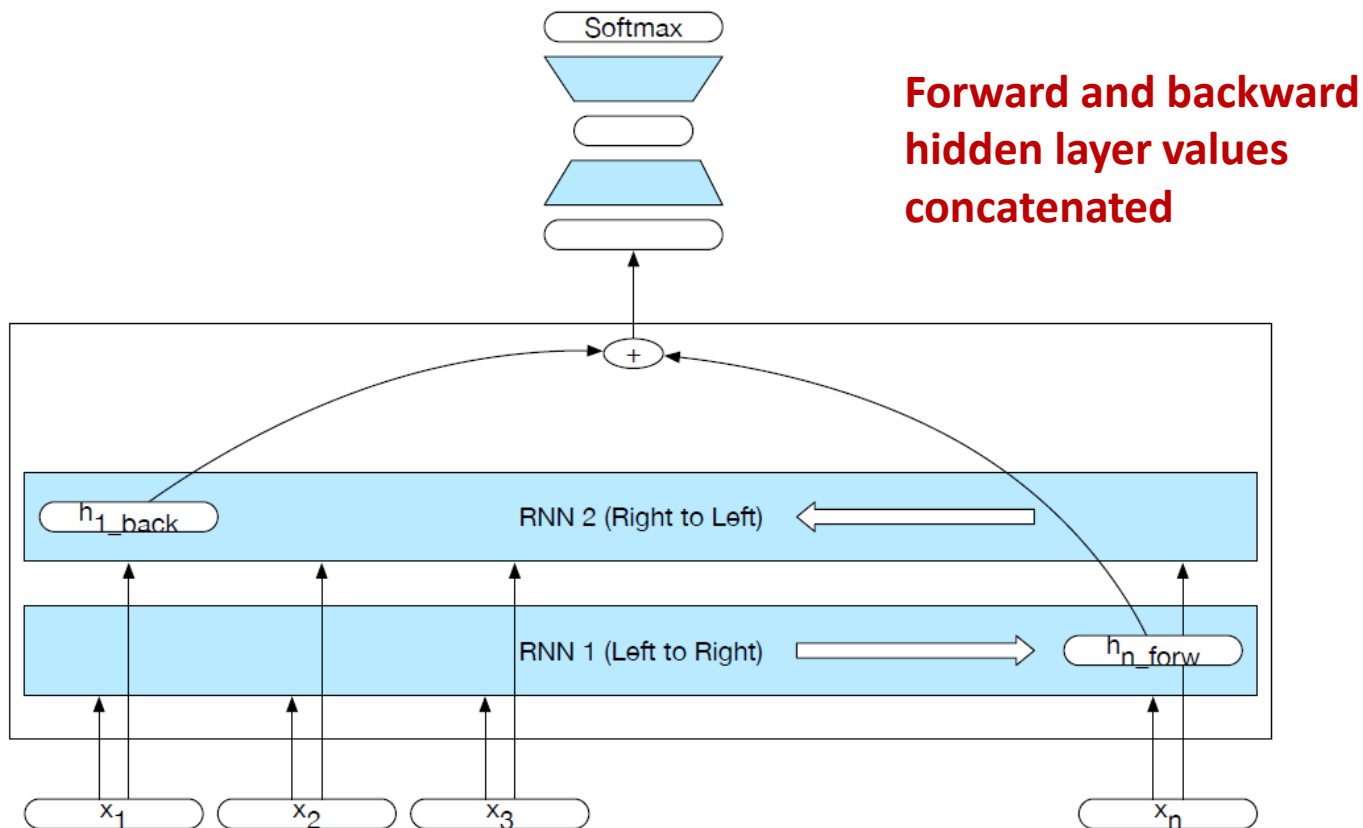 Softmax
Forward and backward
hidden layer values
concatenated
+
h1_back
RNN 2 (Right to Left)
RNN 1 (Left to Right)
hn_forw
x1
x2
x3
xn